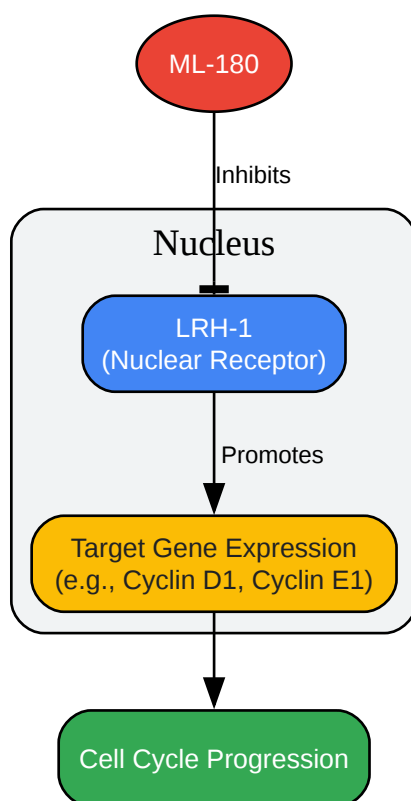 ML-180
Inhibits
Nucleus
LRH-1
(Nuclear Receptor)
Promotes
Target Gene Expression
(e.g., Cyclin D1, Cyclin E1)
Cell Cycle Progression